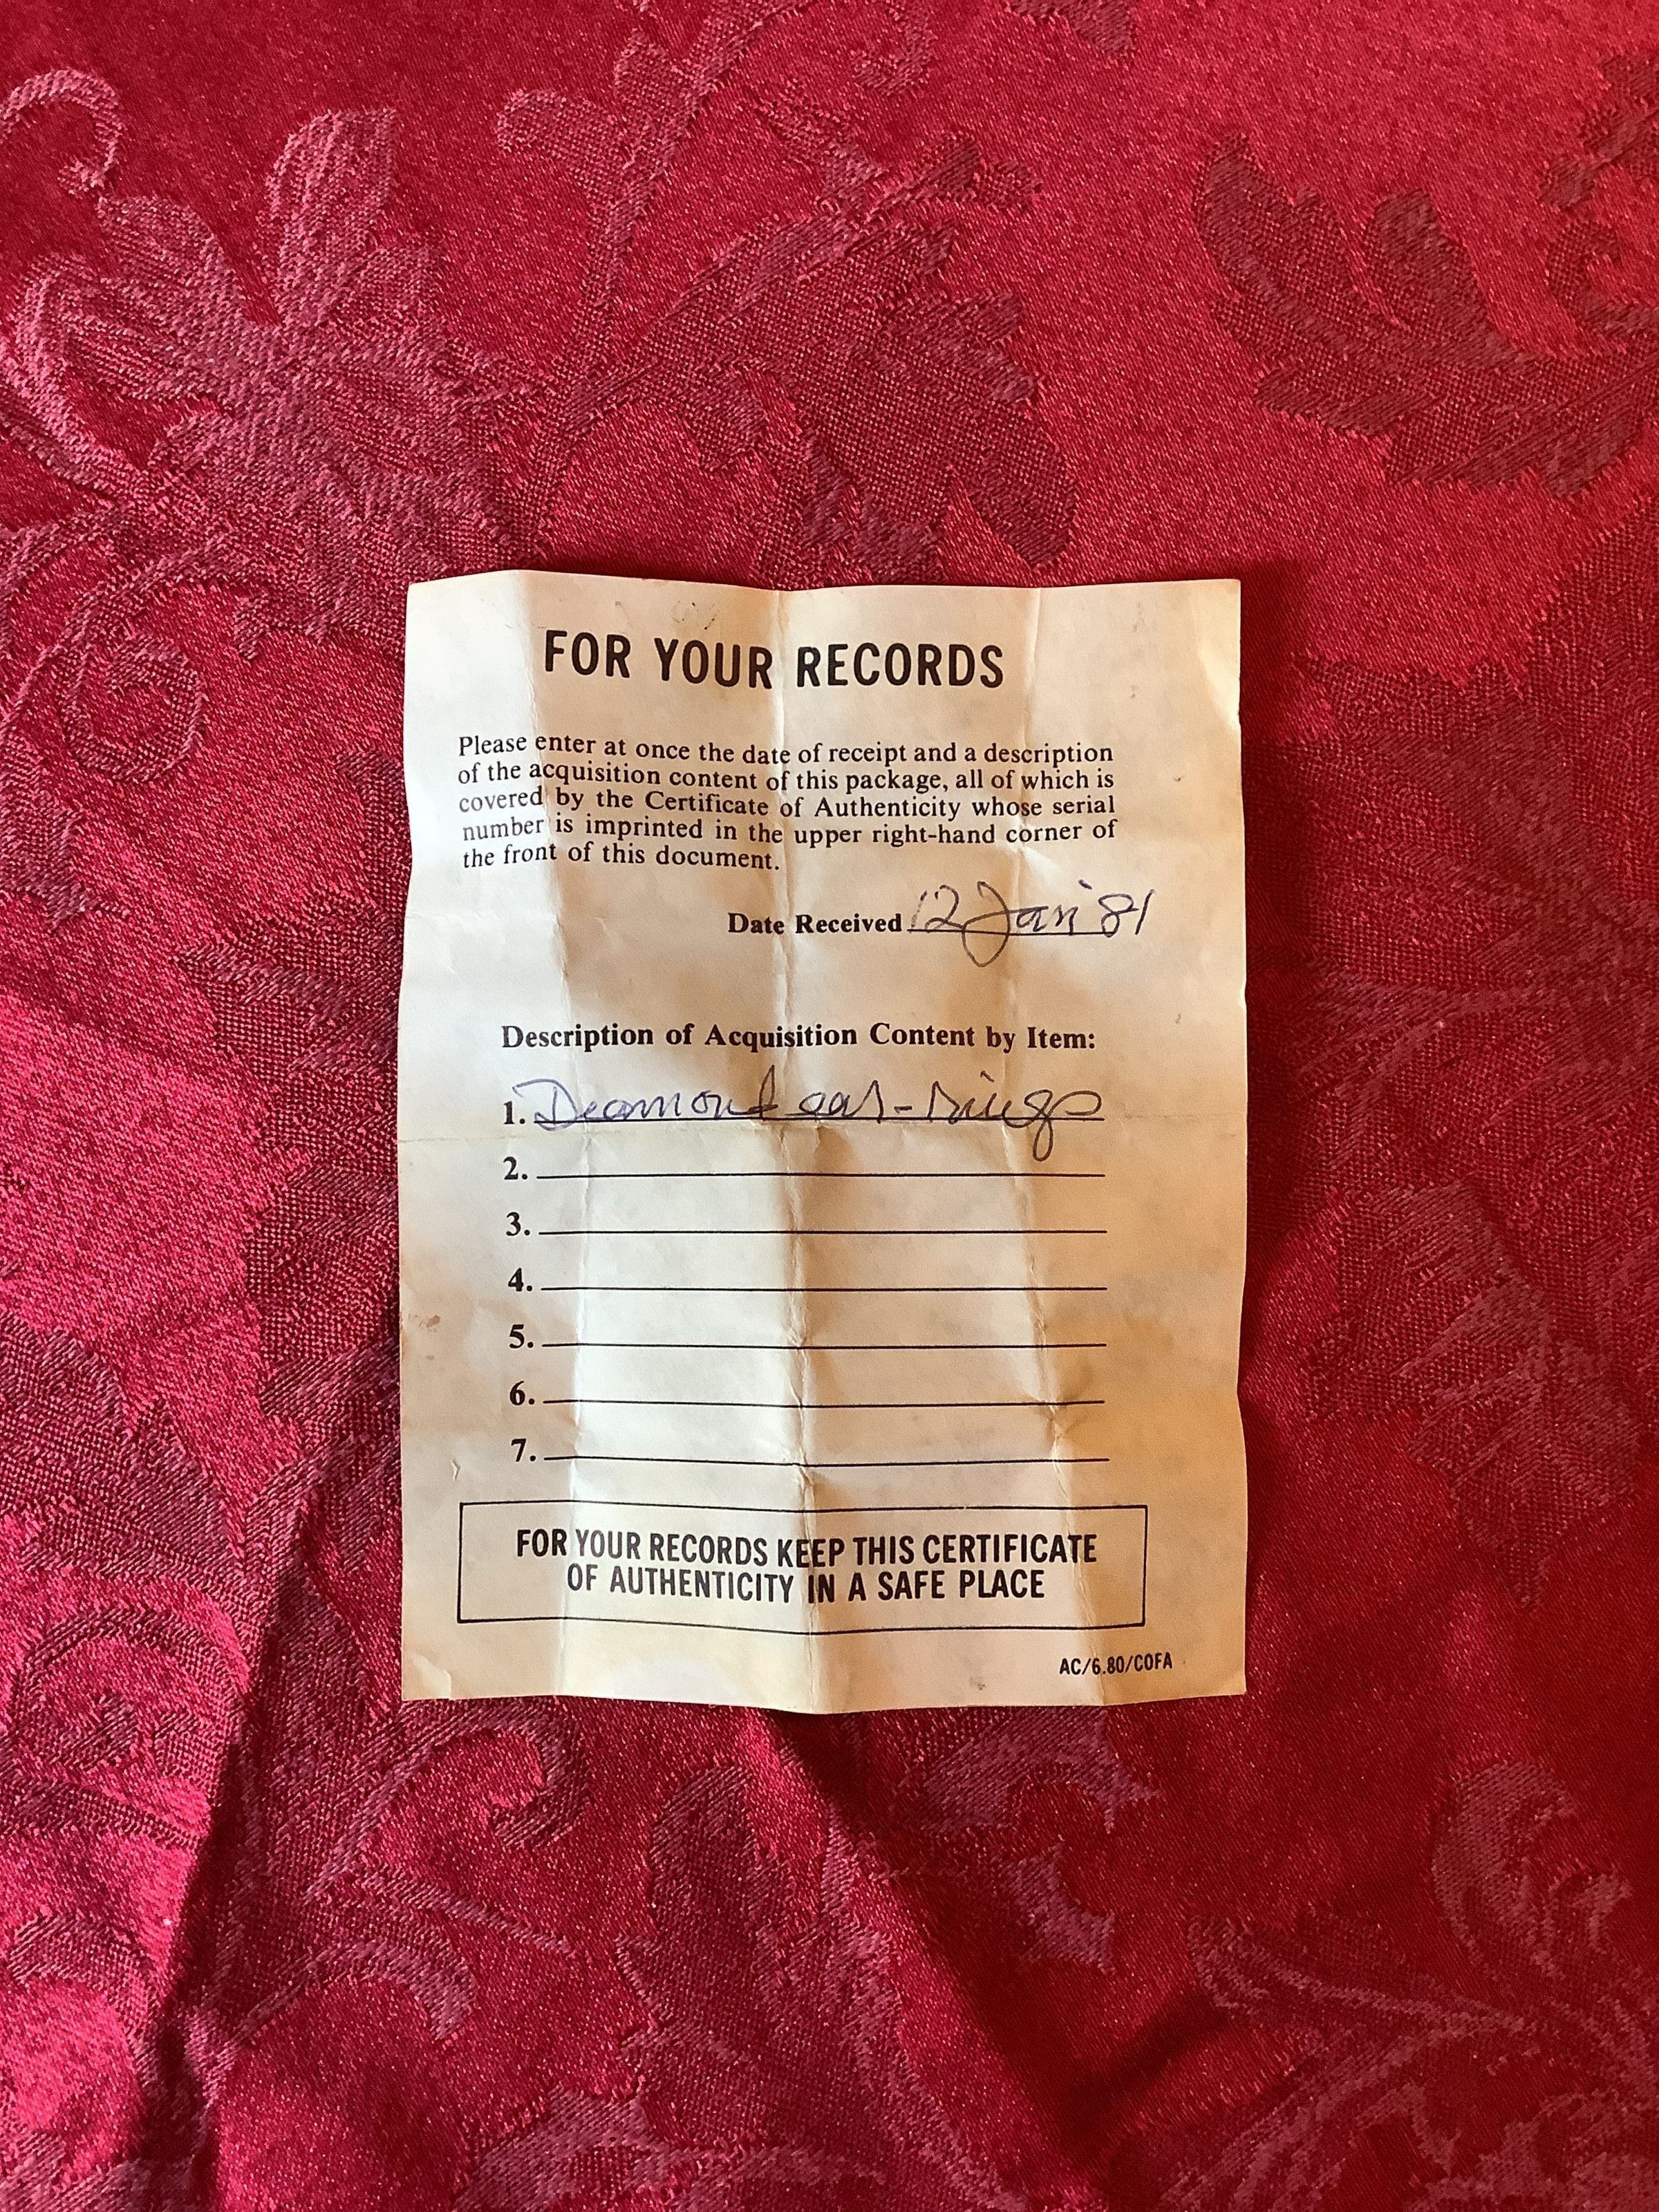 FOR YOUR RECORDS
Please enter at once the date of receipt and a description
of the acquisition content of this package, all of which is
covered by the Certificate of Authenticity whose serial
number is imprinted in the upper right-hand corner of
the front of this document.
Date Received 12 Jan '81
Description of Acquisition Content by Item:
1. Diamond ear-rings
2.
3.
4.
5.
6.
7.
FOR YOUR RECORDS KEEP THIS CERTIFICATE
OF AUTHENTICITY IN A SAFE PLACE
AC/6.80/COFA